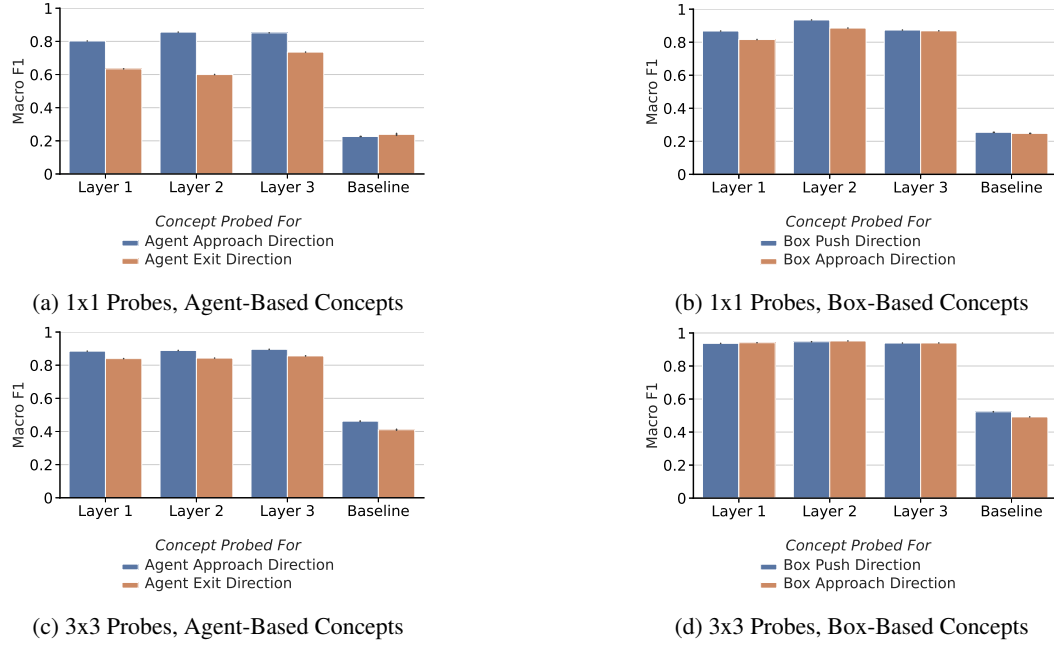 1
0.8
0.6
0.4
0.2
0
Macro F1
Layer 1 Layer 2 Layer 3 Baseline
Concept Probed For
Agent Approach Direction
Agent Exit Direction
(a) 1x1 Probes, Agent-Based Concepts
1
0.8
0.6
0.4
0.2
0
Macro F1
Layer 1 Layer 2 Layer 3 Baseline
Concept Probed For
Box Push Direction
Box Approach Direction
(b) 1x1 Probes, Box-Based Concepts
1
0.8
0.6
0.4
0.2
0
Macro F1
Layer 1 Layer 2 Layer 3 Baseline
Concept Probed For
Agent Approach Direction
Agent Exit Direction
(c) 3x3 Probes, Agent-Based Concepts
1
0.8
0.6
0.4
0.2
0
Macro F1
Layer 1 Layer 2 Layer 3 Baseline
Concept Probed For
Box Push Direction
Box Approach Direction
(d) 3x3 Probes, Box-Based Concepts